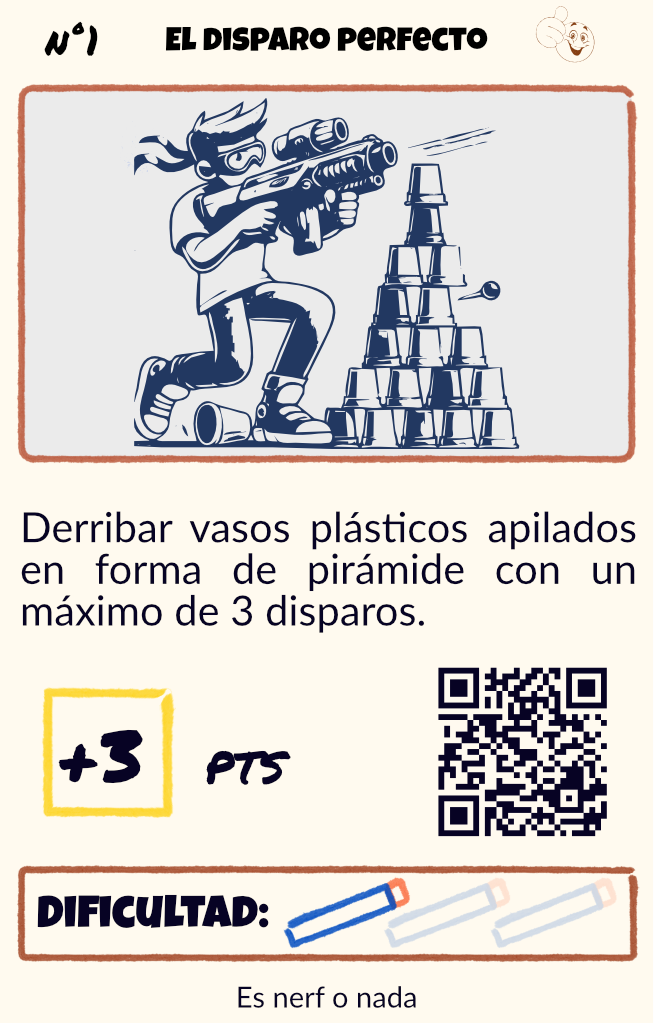 N°1
EL DISPARO PERFECTO
Derribar vasos plásticos apilados
en forma de pirámide con un
máximo de 3 disparos.
+3 PTS
DIFICULTAD:
Es nerf o nada